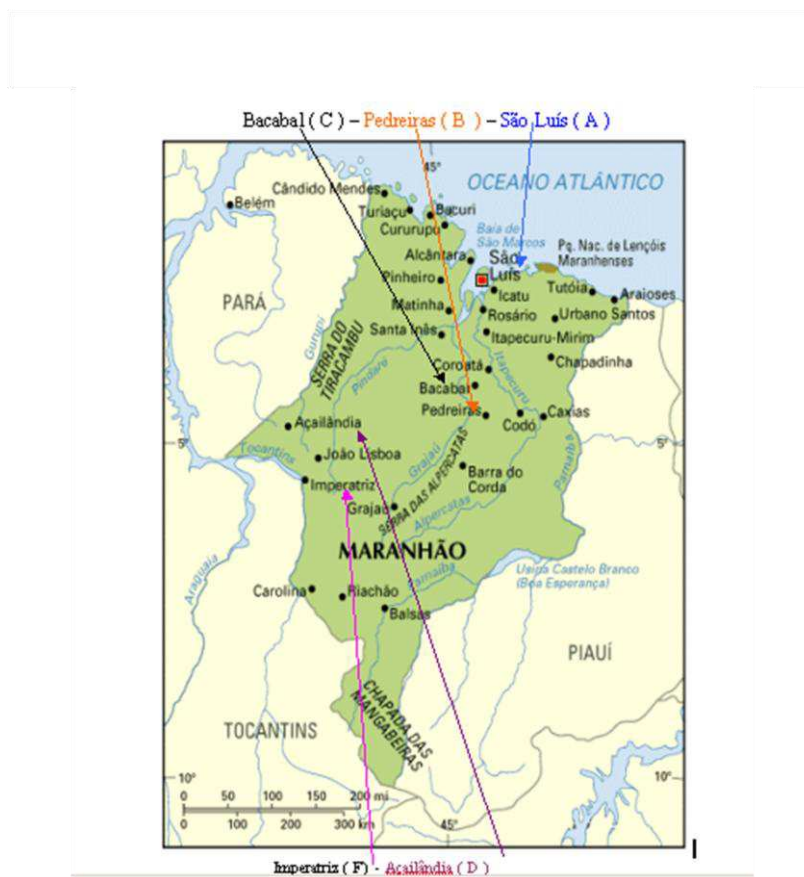 Bacabal ( C ) – Pedreiras ( B ) – São Luís ( A )
45°
OCEANO ATLÂNTICO
Cândido Mendes
Belém
Turiaçu
Bacuri
Cururupu
Baía de
São Marcos
Alcântara
São
Luís
Pq. Nac. de Lençóis
Maranhenses
Pinheiro
Icatu
Tutóia
Araioses
PARÁ
Matinha
Rosário
Urbano Santos
Gurupi
SERRA DO
TIRACAMBU
Santa Inês
Itapecuru-Mirim
Pindaré
Coroatá
Itapecuru
Chapadinha
Bacabal
Pedreiras
Codó
Caxias
Açailândia
5°
5°
Tocantins
João Lisboa
Grajaú
SERRA DAS ALPERCATAS
Barra do
Corda
Parnaíba
Imperatriz
Grajaú
Alpercatas
MARANHÃO
Araguaia
Parnaíba
Usina Castelo Branco
(Boa Esperança)
Carolina
Riachão
Balsas
PIAUÍ
CHAPADA DAS
MANGABEIRAS
TOCANTINS
10°
10°
0 50 100 150 200 mi
0 100 200 300 km
45°
Imperatriz ( F) - Açailândia ( D )